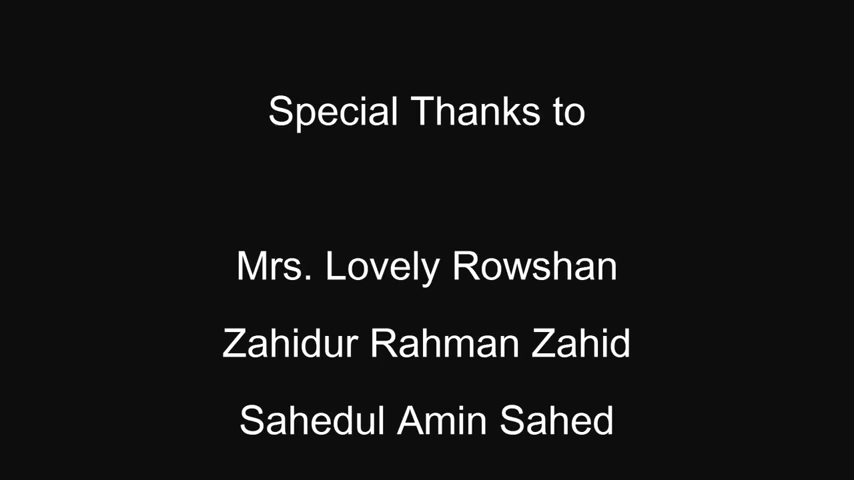 Special Thanks to
Mrs. Lovely Rowshan
Zahidur Rahman Zahid
Sahedul Amin Sahed